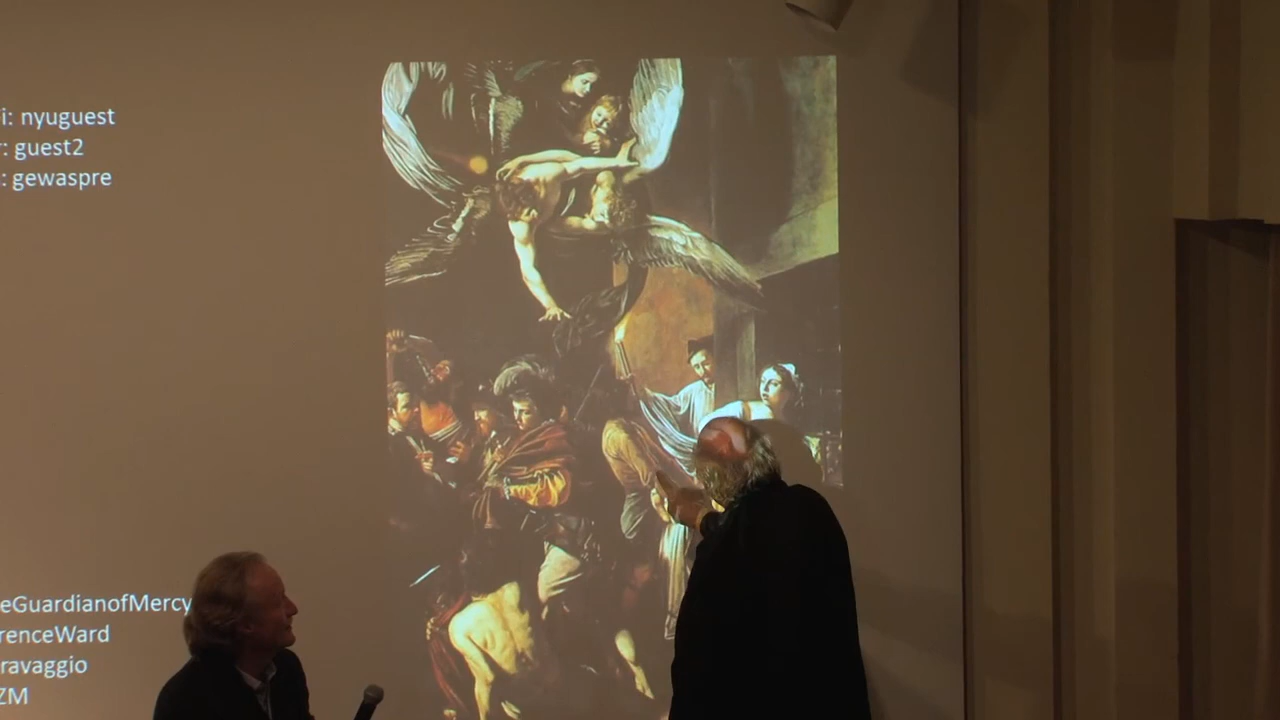 i: nyuguest
r: guest2
: gewaspre
eGuardianofMercy
renceWard
ravaggio
ZM